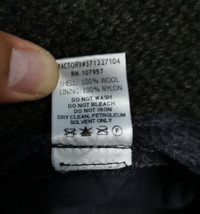 FACTORY#371327104
RN.107957
SHELL: 100% WOOL
LINING: 100% NYLON
DO NOT WASH
DO NOT BLEACH
DO NOT IRON
DRY CLEAN, PETROLEUM
SOLVENT ONLY